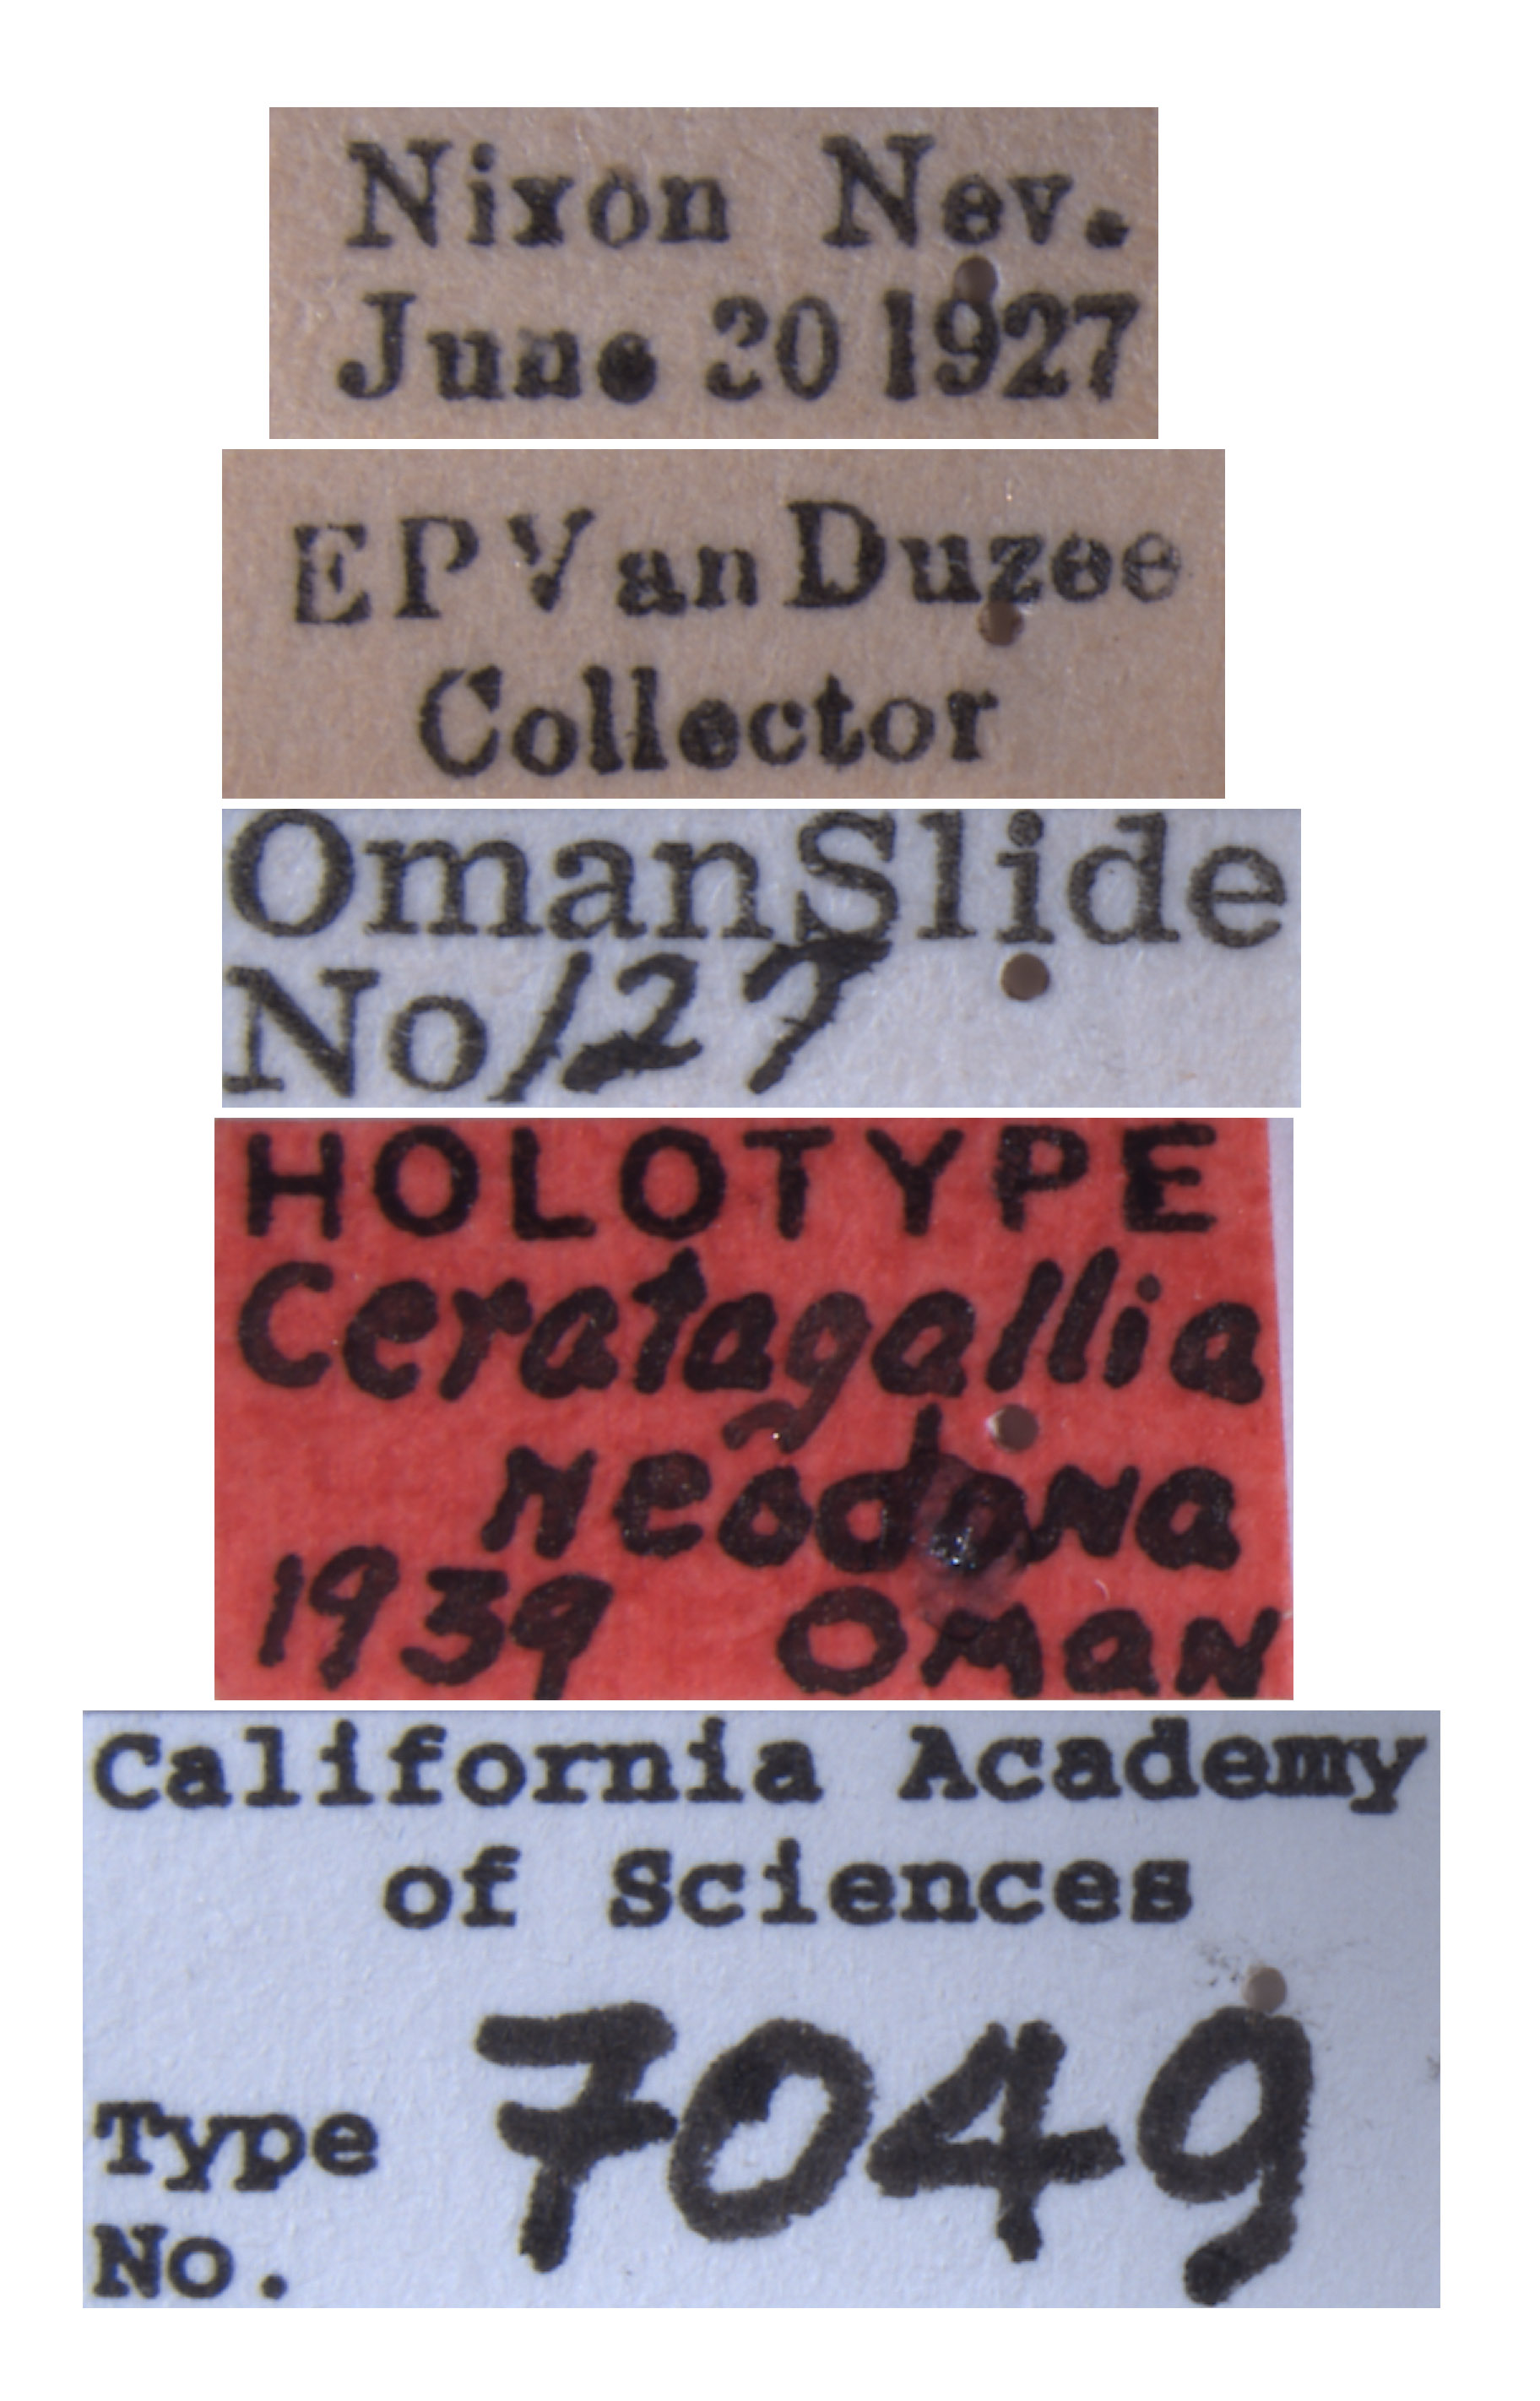 Nixon Nev.
June 20 1927
E P Van Duzee
Collector
Oman Slide
No 127
HOLOTYPE
Ceratagallia
neodona
1939 Oman
California Academy
of Sciences
Type
No. 7049